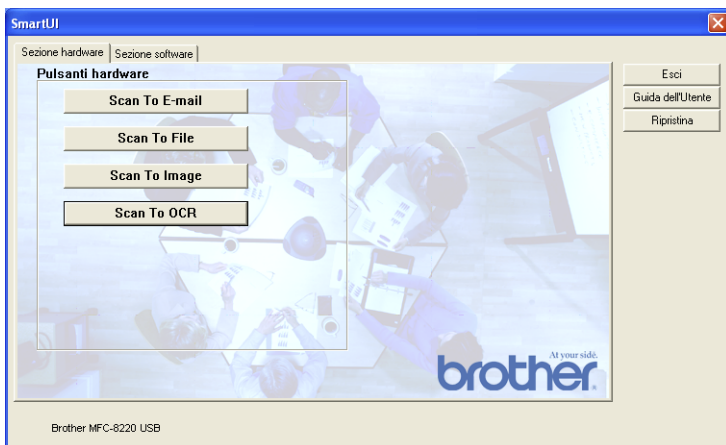 SmartUI
Sezione hardware
Sezione software
Pulsanti hardware
Scan To E-mail
Scan To File
Scan To Image
Scan To OCR
Esci
Guida dell'Utente
Ripristina
At your side.
brother
Brother MFC-8220 USB